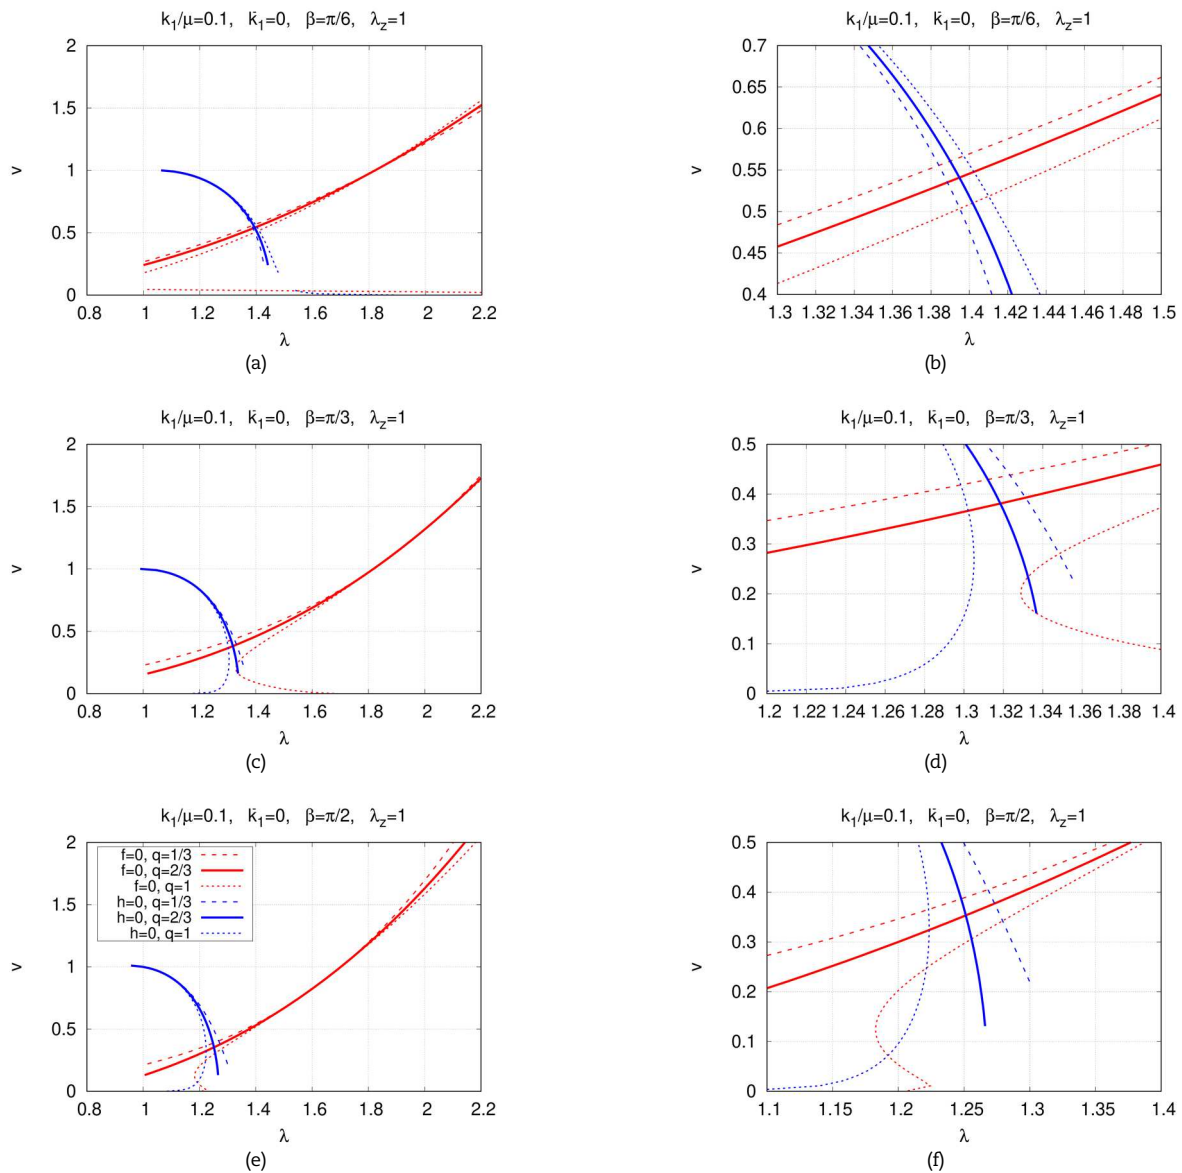 k1/μ=0.1, k̄1=0, β=π/6, λz=1
2
1.5
1
0.5
0
0.8 1 1.2 1.4 1.6 1.8 2 2.2
v
λ
(a)
k1/μ=0.1, k̄1=0, β=π/6, λz=1
0.7
0.65
0.6
0.55
0.5
0.45
0.4
1.3 1.32 1.34 1.36 1.38 1.4 1.42 1.44 1.46 1.48 1.5
v
λ
(b)
k1/μ=0.1, k̄1=0, β=π/3, λz=1
2
1.5
1
0.5
0
0.8 1 1.2 1.4 1.6 1.8 2 2.2
v
λ
(c)
k1/μ=0.1, k̄1=0, β=π/3, λz=1
0.5
0.4
0.3
0.2
0.1
0
1.2 1.22 1.24 1.26 1.28 1.3 1.32 1.34 1.36 1.38 1.4
v
λ
(d)
k1/μ=0.1, k̄1=0, β=π/2, λz=1
f=0, q=1/3
f=0, q=2/3
f=0, q=1
h=0, q=1/3
h=0, q=2/3
h=0, q=1
2
1.5
1
0.5
0
0.8 1 1.2 1.4 1.6 1.8 2 2.2
v
λ
(e)
k1/μ=0.1, k̄1=0, β=π/2, λz=1
0.5
0.4
0.3
0.2
0.1
0
1.1 1.15 1.2 1.25 1.3 1.35 1.4
v
λ
(f)